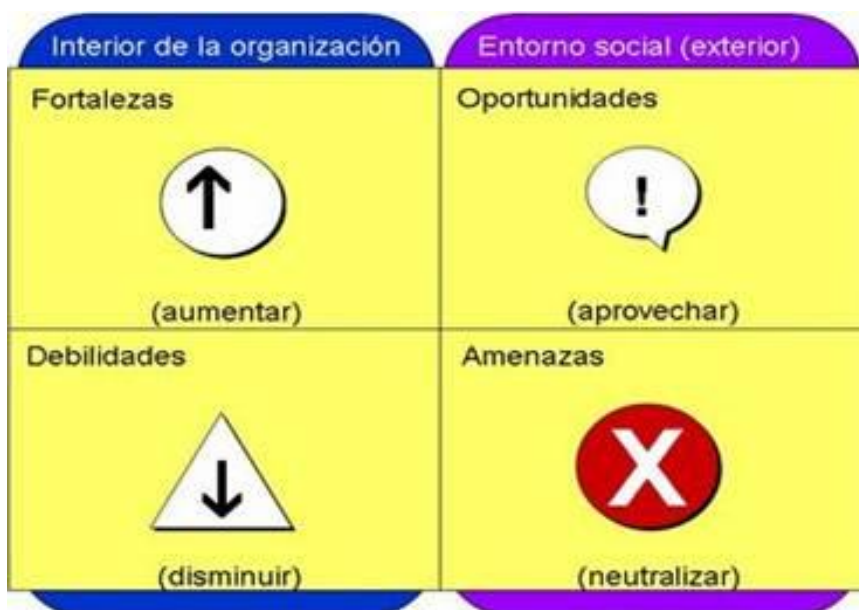 Interior de la organización
Entorno social (exterior)
Fortalezas
Oportunidades
!
(aumentar)
(aprovechar)
Debilidades
Amenazas
X
(disminuir)
(neutralizar)